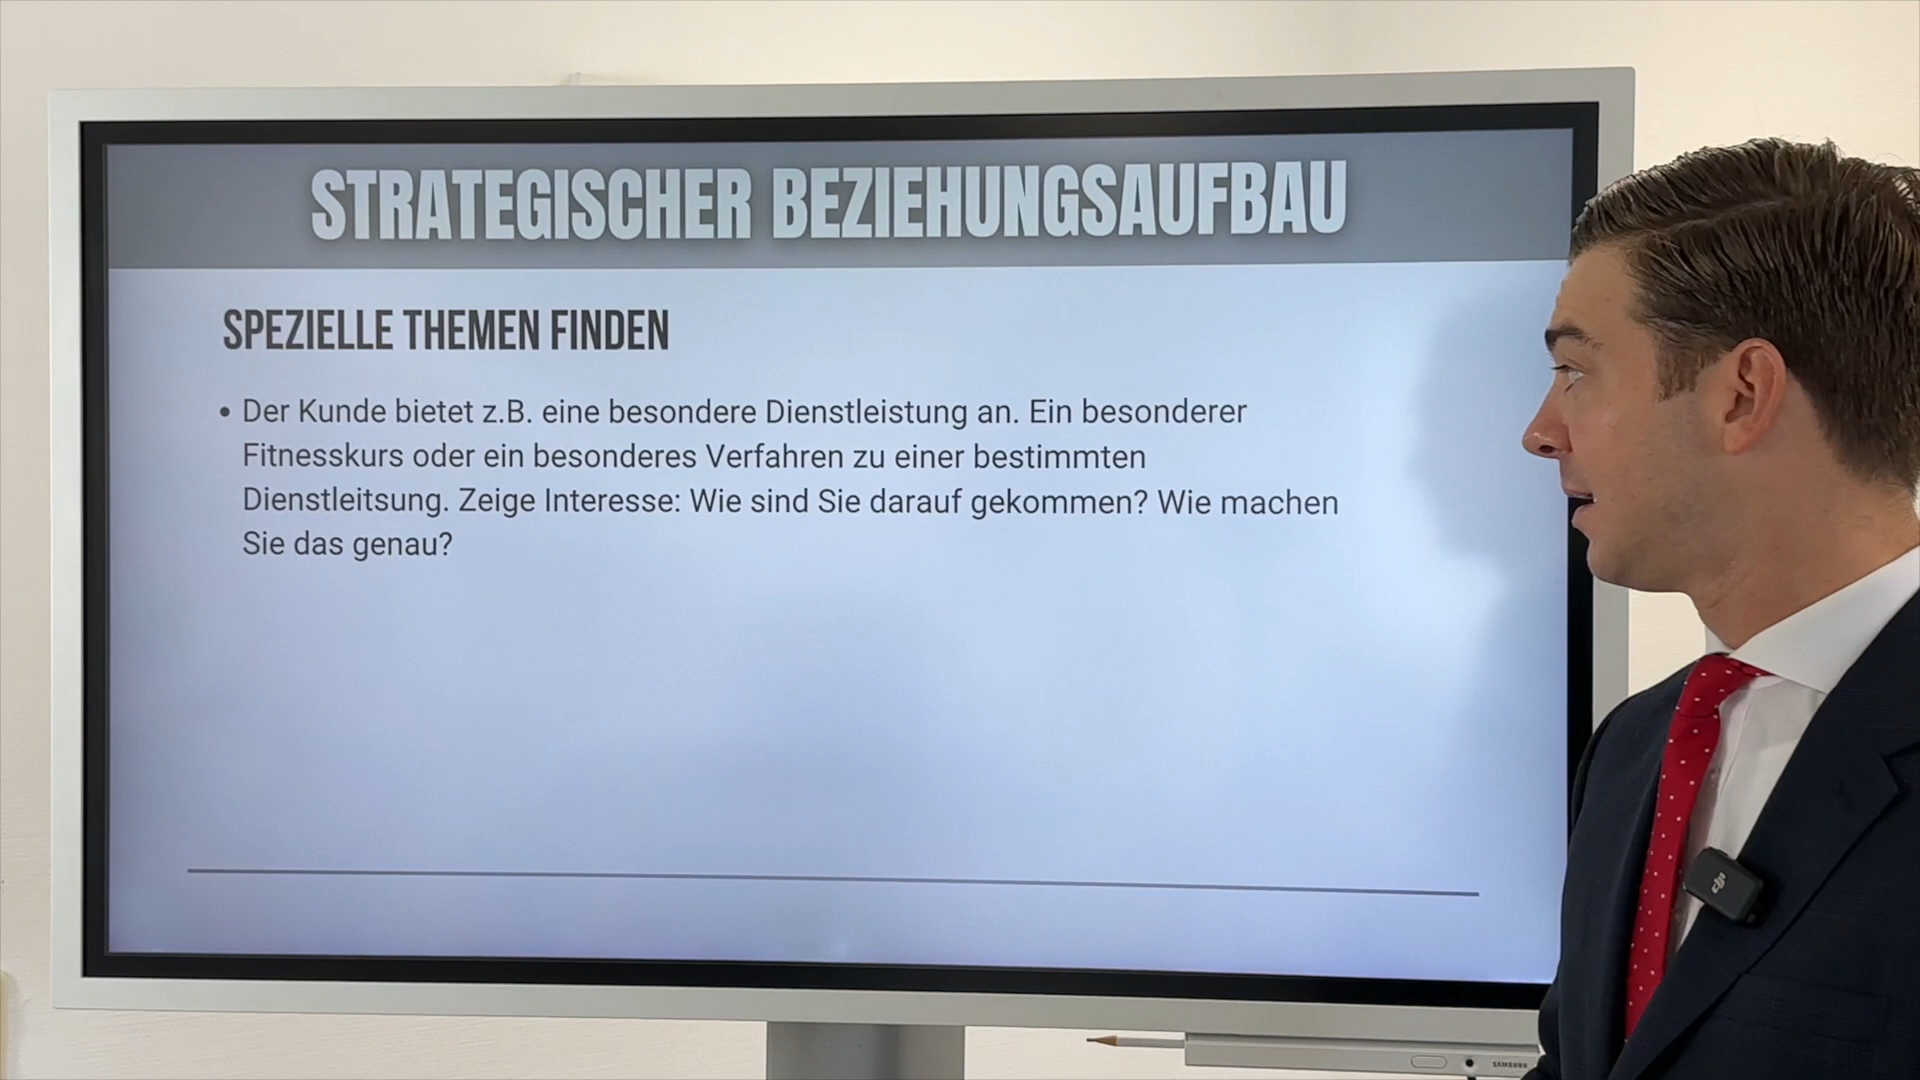 STRATEGISCHER BEZIEHUNGSAUFBAU
SPEZIELLE THEMEN FINDEN
• Der Kunde bietet z.B. eine besondere Dienstleistung an. Ein besonderer
Fitnesskurs oder ein besonderes Verfahren zu einer bestimmten
Dienstleitsung. Zeige Interesse: Wie sind Sie darauf gekommen? Wie machen
Sie das genau?
dji
SAMSUNG